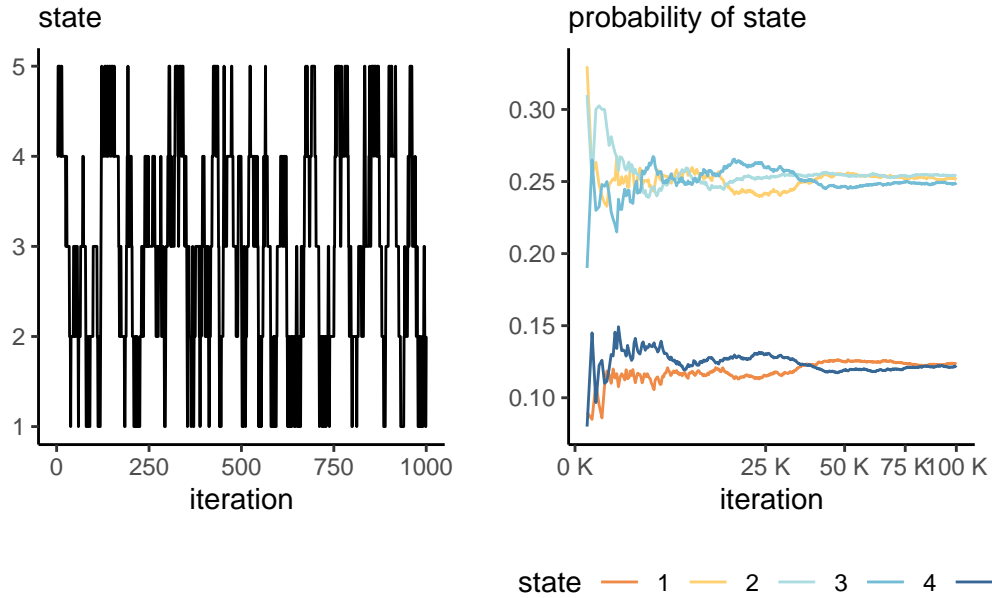 state
5
4
3
2
1
0 250 500 750 1000
iteration
probability of state
0.30
0.25
0.20
0.15
0.10
0 K 25 K 50 K 75 K 100 K
iteration
state 1 2 3 4